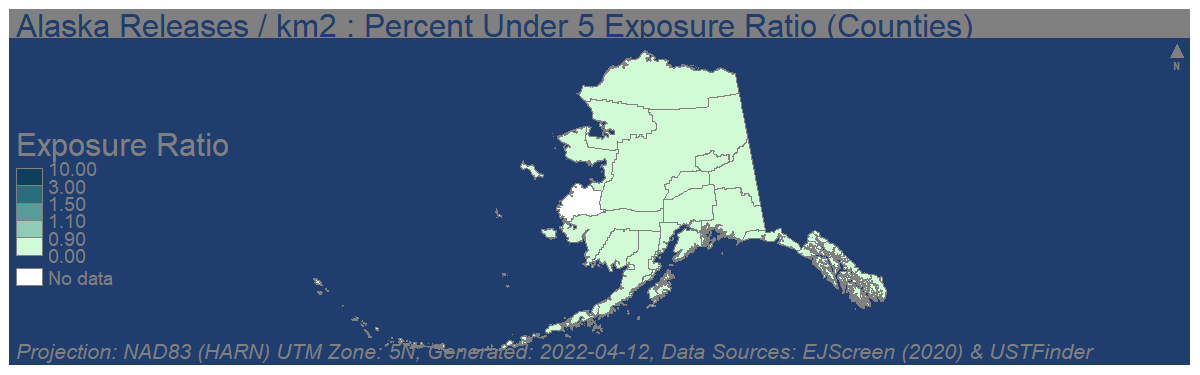 Alaska Releases / km2 : Percent Under 5 Exposure Ratio (Counties)
N
Exposure Ratio
10.00
3.00
1.50
1.10
0.90
0.00
No data
Projection: NAD83 (HARN) UTM Zone: 5N, Generated: 2022-04-12, Data Sources: EJScreen (2020) & USTFinder